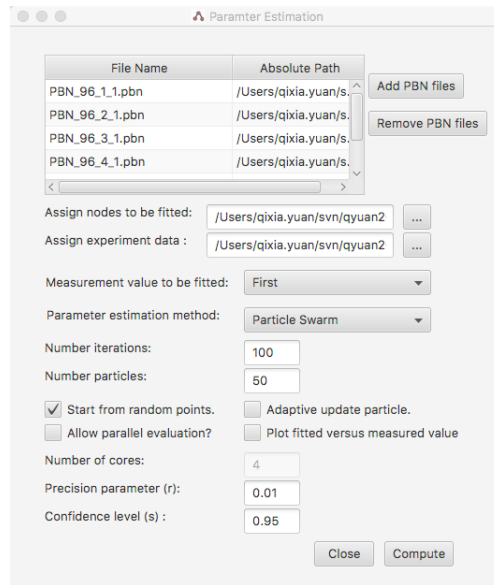 Paramter Estimation
File Name Absolute Path
PBN_96_1_1.pbn /Users/qixia.yuan/s. Add PBN files
PBN_96_2_1.pbn /Users/qixia.yuan/s.
PBN_96_3_1.pbn /Users/qixia.yuan/s. Remove PBN files
PBN_96_4_1.pbn /Users/qixia.yuan/s.
Assign nodes to be fitted: /Users/qixia.yuan/svn/qyuan2 ...
Assign experiment data : /Users/qixia.yuan/svn/qyuan2 ...
Measurement value to be fitted: First
Parameter estimation method: Particle Swarm
Number iterations: 100
Number particles: 50
Start from random points. Adaptive update particle.
Allow parallel evaluation? Plot fitted versus measured value
Number of cores: 4
Precision parameter (r): 0.01
Confidence level (s) : 0.95
Close Compute